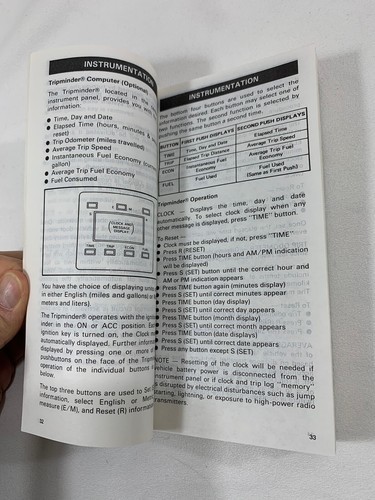 INSTRUMENTATION
Tripminder® Computer (Optional)
The Tripminder® located in the
instrument panel, provides you
information:
● Time, Day and Date
● Elapsed Time (hours, minutes &
reset)
● Trip Odometer (miles travelled)
● Average Trip Speed
● Instantaneous Fuel Economy
gallon)
● Average Trip Fuel Economy
● Fuel Consumed
S
E M
R
(CLOCK AND)
MESSAGE
DISPLAY
TIME TRIP ECON FUEL
You have the choice of displaying
in either English (miles and gallons) or
meters and liters).
The Tripminder® operates with the
in the ON or ACC position
ignition key is turned on, the Clock
automatically displayed. Further
displayed by pressing one or more
pushbuttons on the face of the
operation of the individual buttons
below.
The top three buttons are used to Set
information, select English or
measure (E/M), and Reset (R)
32
INSTRUMENTATION
The bottom four buttons are used to select the
information desired. Each button may select one of
two functions. The second function is selected by
pushing the same button a second time.
BUTTON FIRST PUSH DISPLAYS SECOND PUSH DISPLAYS
TIME Time, Day and Date Elapsed Time
TRIP Elapsed Trip Distance Average Trip Speed
ECON Instantaneous Fuel Economy Average Trip Fuel Economy
FUEL Fuel Used Fuel Used (Same as First Push)
Tripminder® Operation
CLOCK — Displays the time, day and date
automatically. To select clock display when any
other message is displayed, press "TIME" button.
To Reset —
● Clock must be displayed, if not, press "TIME"
● Press R (RESET)
● Press TIME button (hours and AM/PM indication
will be displayed)
● Press S (SET) button until the correct hour and
AM or PM indication appears
● Press TIME button again (minutes display)
● Press S (SET) until correct minutes appear
● Press TIME button (day display)
● Press S (SET) until correct day appears
● Press TIME button (month display)
● Press S (SET) until correct month appears
● Press TIME button (date displays)
● Press S (SET) until correct date appears
● Press any button except S (SET)
NOTE — Resetting of the clock will be needed if
vehicle battery power is disconnected from the
instrument panel or if clock and trip log "memory"
is disrupted by electrical disturbances such as jump
starting, lightning, or exposure to high-power radio
transmitters.
33